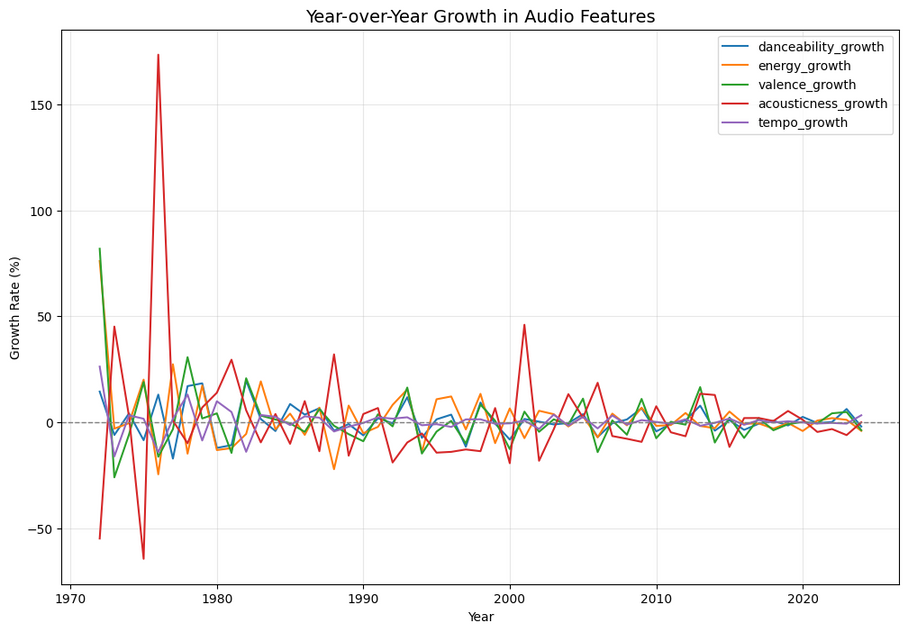 Year-over-Year Growth in Audio Features
danceability_growth
energy_growth
valence_growth
acousticness_growth
tempo_growth
Growth Rate (%)
150
100
50
0
−50
1970
1980
1990
2000
2010
2020
Year